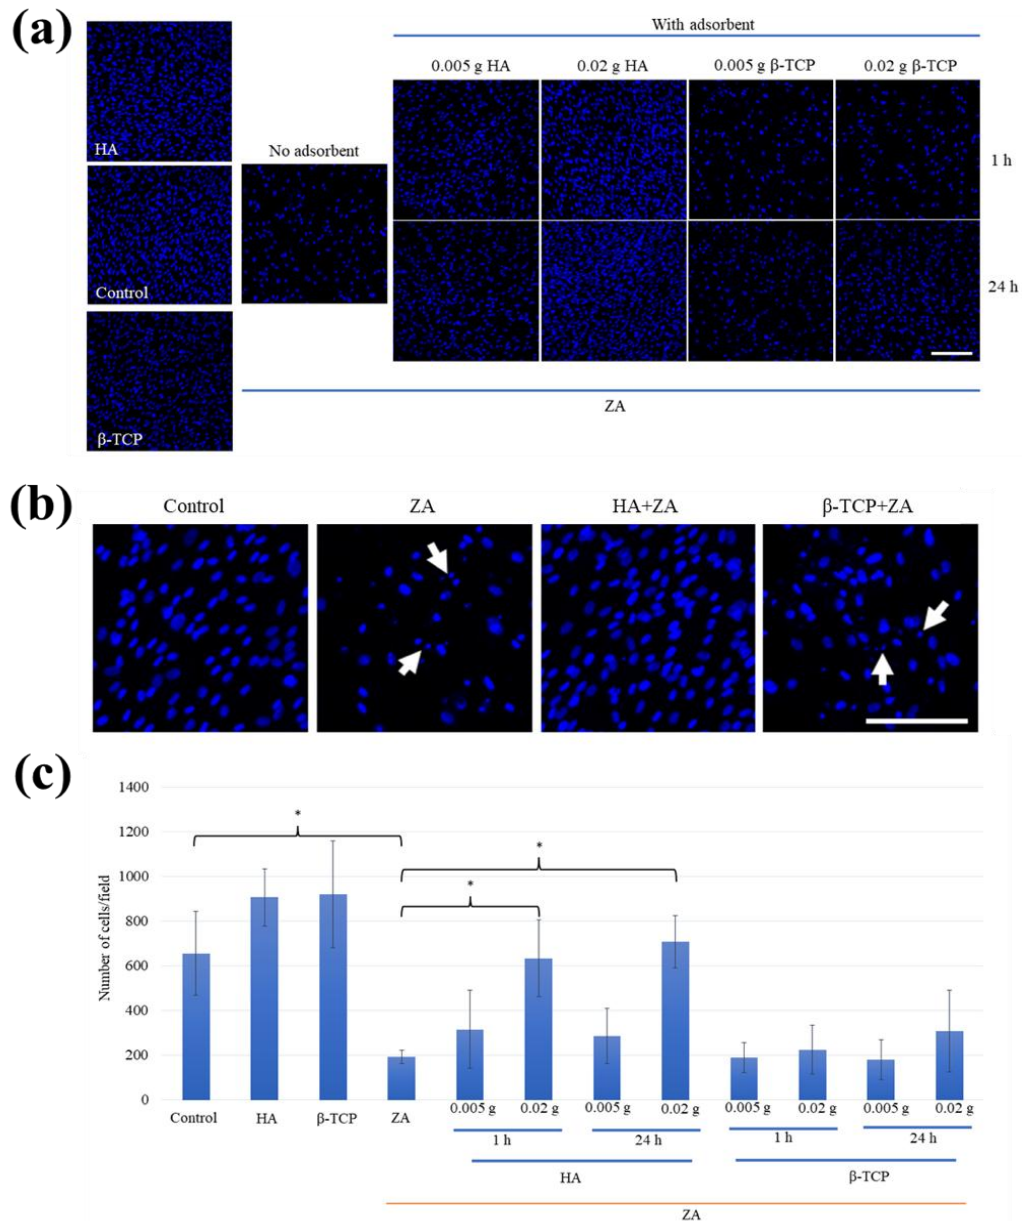 (a)
With adsorbent
0.005 g HA 0.02 g HA 0.005 g β-TCP 0.02 g β-TCP
HA
No adsorbent
1 h
Control
24 h
β-TCP
ZA
(b)
Control ZA HA+ZA β-TCP+ZA
(c)
Number of cells/field
1400
1200
1000
800
600
400
200
0
*
*
*
Control HA β-TCP ZA 0.005 g 0.02 g 0.005 g 0.02 g 0.005 g 0.02 g 0.005 g 0.02 g
1 h 24 h 1 h 24 h
HA β-TCP
ZA